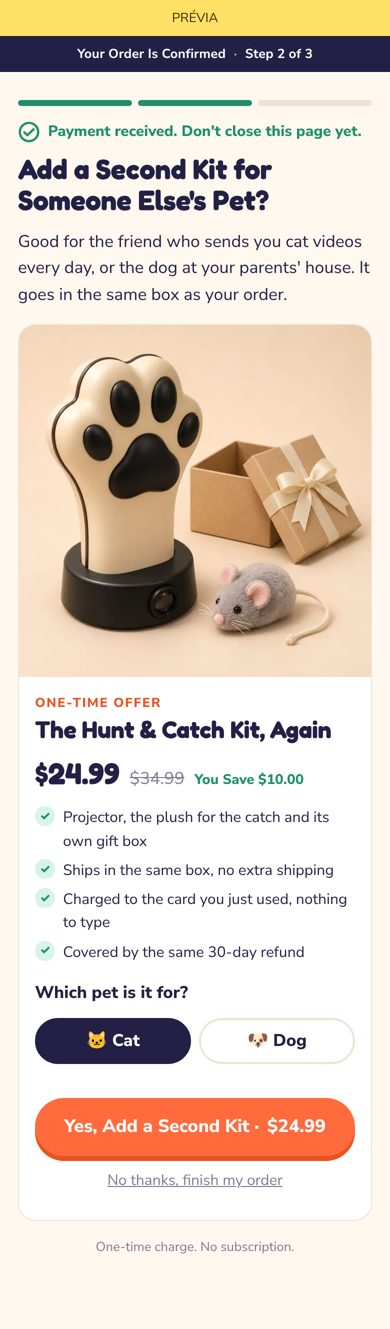 PRÉVIA
Your Order Is Confirmed · Step 2 of 3
Payment received. Don't close this page yet.
Add a Second Kit for
Someone Else's Pet?
Good for the friend who sends you cat videos
every day, or the dog at your parents' house. It
goes in the same box as your order.
ONE-TIME OFFER
The Hunt & Catch Kit, Again
$24.99 $34.99 You Save $10.00
Projector, the plush for the catch and its
own gift box
Ships in the same box, no extra shipping
Charged to the card you just used, nothing
to type
Covered by the same 30-day refund
Which pet is it for?
🐱 Cat 🐶 Dog
Yes, Add a Second Kit · $24.99
No thanks, finish my order
One-time charge. No subscription.